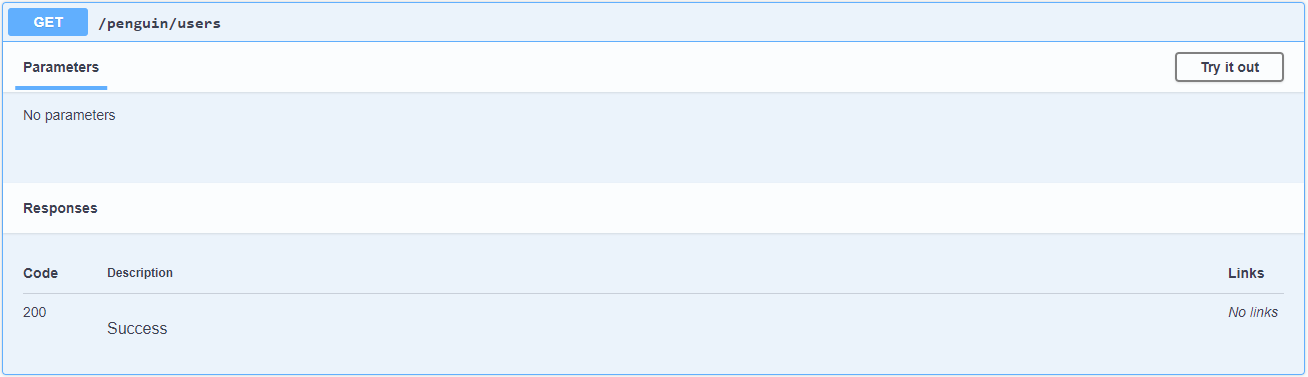 GET /penguin/users
Parameters Try it out
No parameters
Responses
Code Description Links
200 No links
Success